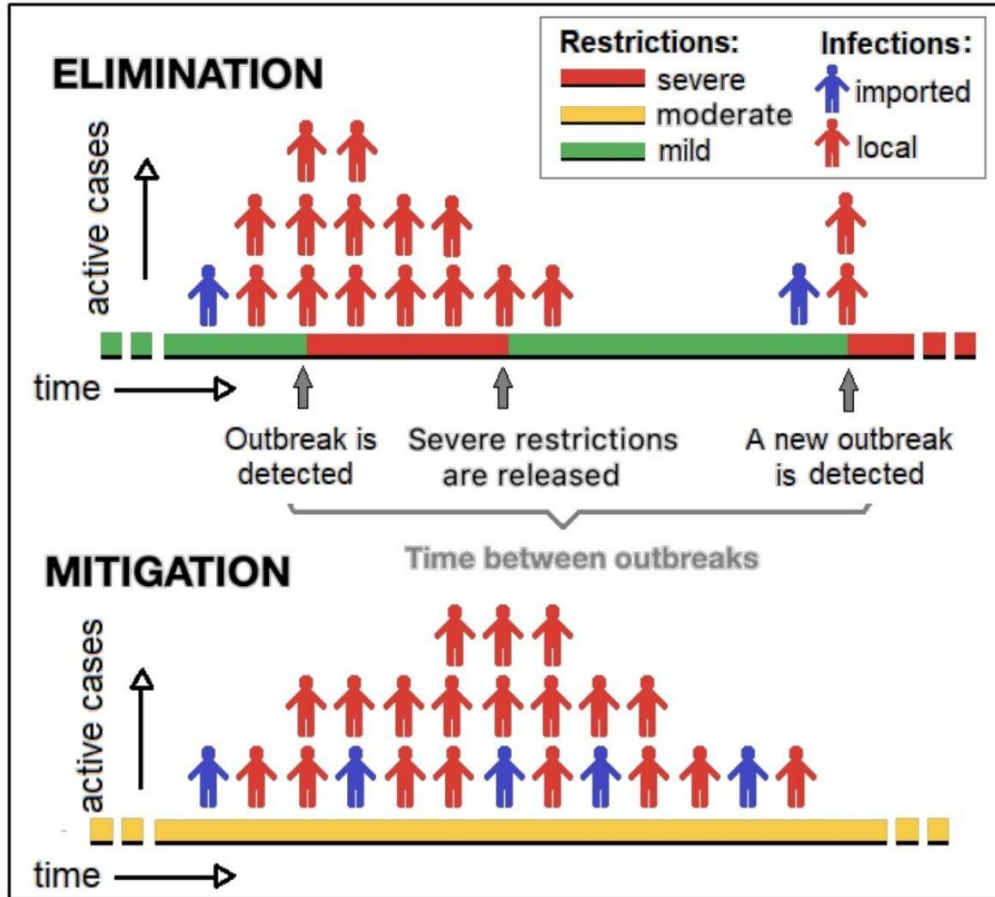 ELIMINATION
Restrictions:
severe
moderate
mild
Infections:
imported
local
active cases
time
Outbreak is
detected
Severe restrictions
are released
A new outbreak
is detected
Time between outbreaks
MITIGATION
active cases
time